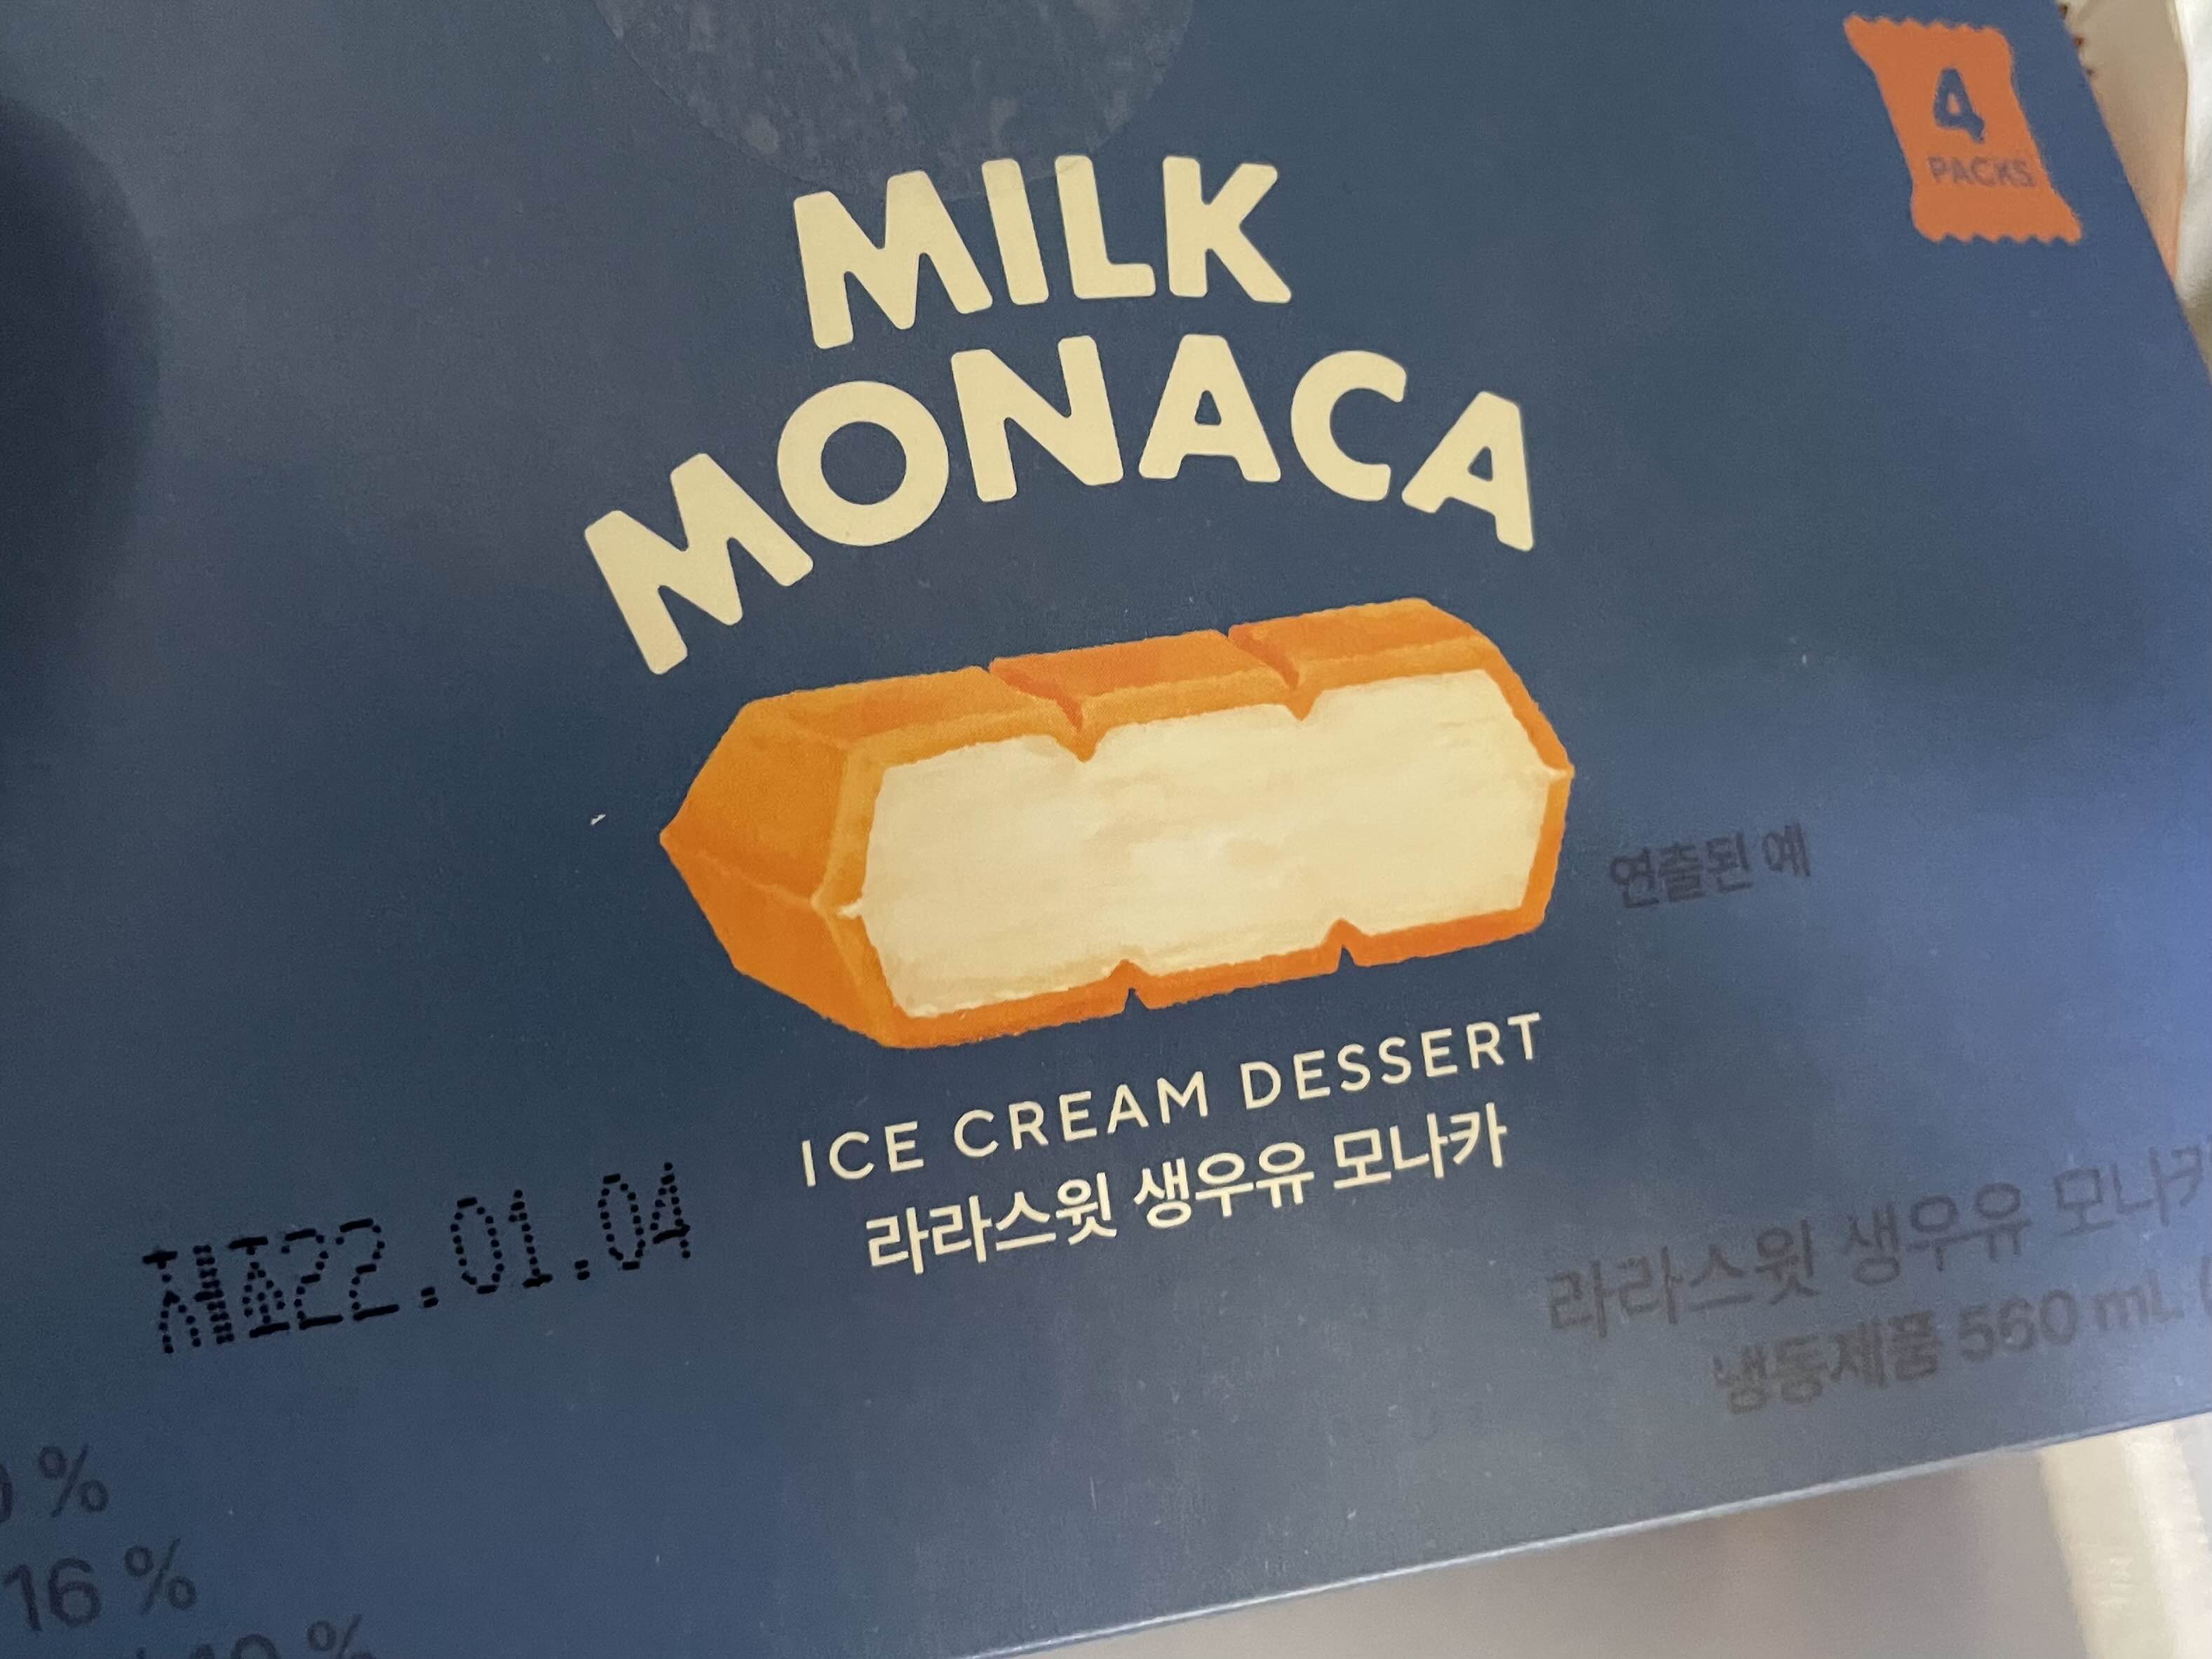 4
PACKS
MILK
MONACA
연출된 예
ICE CREAM DESSERT
라라스윗 생우유 모나카
제조22.01.04
라라스윗 생우유 모나카
냉동제품 560 mL
%
16 %
%